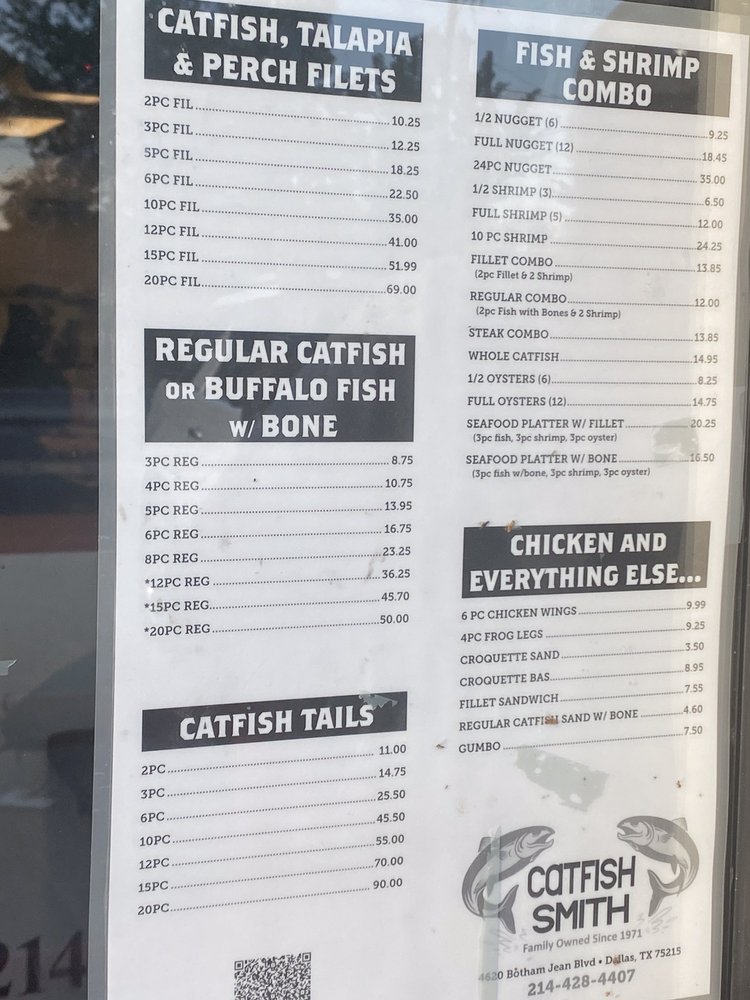 CATFISH, TALAPIA
& PERCH FILETS
2PC FIL 10.25
3PC FIL 12.25
5PC FIL 18.25
6PC FIL 22.50
10PC FIL 35.00
12PC FIL 41.00
15PC FIL 51.99
20PC FIL 69.00
REGULAR CATFISH
OR BUFFALO FISH
W/ BONE
3PC REG 8.75
4PC REG 10.75
5PC REG 13.95
6PC REG 16.75
8PC REG 23.25
*12PC REG 36.25
*15PC REG 45.70
*20PC REG 50.00
CATFISH TAILS
2PC 11.00
3PC 14.75
6PC 25.50
10PC 45.50
12PC 55.00
15PC 70.00
20PC 90.00
FISH & SHRIMP
COMBO
1/2 NUGGET (6) 9.25
FULL NUGGET (12) 18.45
24PC NUGGET 35.00
1/2 SHRIMP (3) 6.50
FULL SHRIMP (5) 12.00
10 PC SHRIMP 24.25
FILLET COMBO 13.85
(2pc Fillet & 2 Shrimp)
REGULAR COMBO 12.00
(2pc Fish with Bones & 2 Shrimp)
STEAK COMBO 13.85
WHOLE CATFISH 14.95
1/2 OYSTERS (6) 8.25
FULL OYSTERS (12) 14.75
SEAFOOD PLATTER W/ FILLET 20.25
(3pc fish, 3pc shrimp, 3pc oyster)
SEAFOOD PLATTER W/ BONE 16.50
(3pc fish w/bone, 3pc shrimp, 3pc oyster)
CHICKEN AND
EVERYTHING ELSE...
6 PC CHICKEN WINGS 9.99
4PC FROG LEGS 9.25
CROQUETTE SAND 3.50
CROQUETTE BAS 8.95
FILLET SANDWICH 7.55
REGULAR CATFISH SAND W/ BONE 4.60
GUMBO 7.50
CATFISH
SMITH
Family Owned Since 1971
4620 Botham Jean Blvd • Dallas, TX 75215
214-428-4407
214